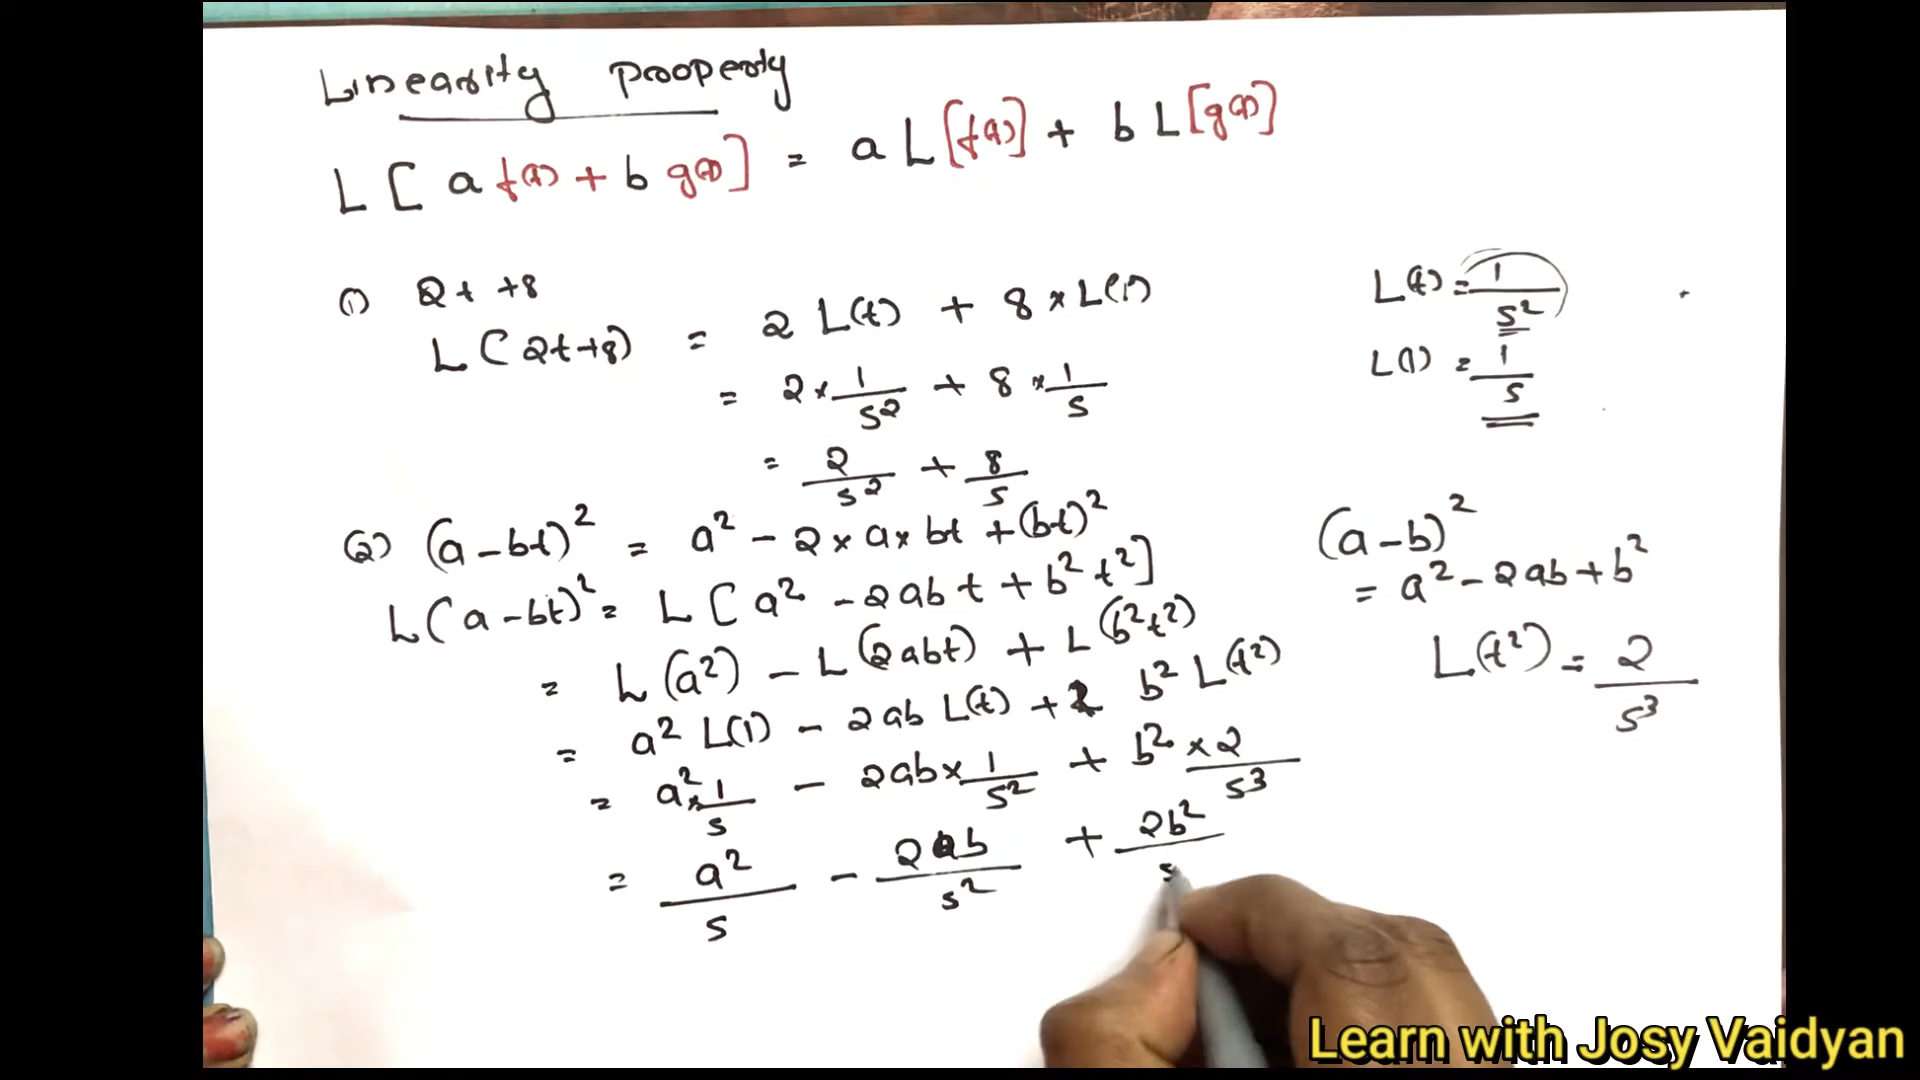 Linearity property
L[a f(t) + b g(t)] = a L[f(t)] + b L[g(t)]
(1) 2t +8
L(2t+8) = 2 L(t) + 8 × L(1)
= 2 × 1/s² + 8 × 1/s
= 2/s² + 8/s
L(t) = 1/s²
L(1) = 1/s
(2) (a-bt)² = a² - 2×a×bt + (bt)²
L(a-bt)² = L[a² - 2abt + b²t²]
= L(a²) - L(2abt) + L(b²t²)
= a² L(1) - 2ab L(t) + b² L(t²)
= a² × 1/s - 2ab × 1/s² + b² × 2/s³
= a²/s - 2ab/s² + 2b²/s
(a-b)²
= a² - 2ab + b²
L(t²) = 2/s³
Learn with Josy Vaidyan